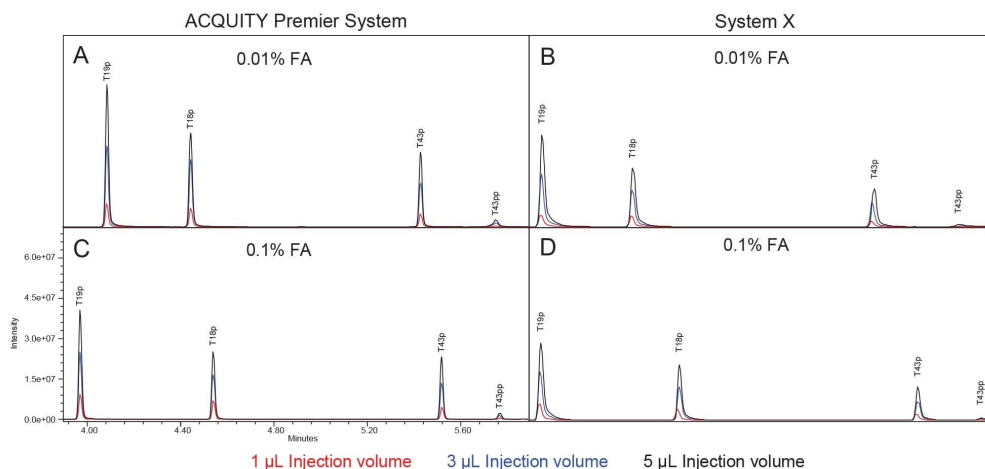 ACQUITY Premier System
System X
A
0.01% FA
T19p
T18p
T43p
T43pp
B
0.01% FA
T19p
T18p
T43p
T43pp
C
0.1% FA
T19p
T18p
T43p
T43pp
D
0.1% FA
T19p
T18p
T43p
T43pp
Intensity
6.0e+07
4.5e+07
3.0e+07
1.5e+07
0.0e+00
4.00 4.40 4.80 5.20 5.60
Minutes
1 µL Injection volume 3 µL Injection volume 5 µL Injection volume